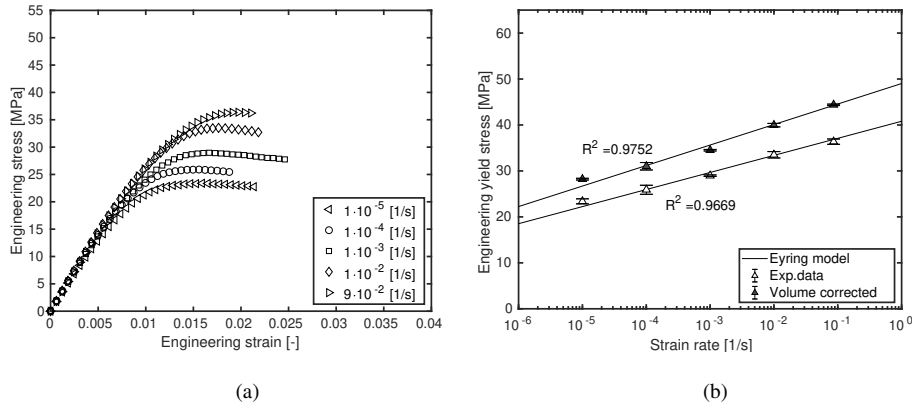 (a)
Engineering stress [MPa]
55
50
45
40
35
30
25
20
15
10
5
0
0
0.005
0.01
0.015
0.02
0.025
0.03
0.035
0.04
Engineering strain [-]
1·10⁻⁵ [1/s]
1·10⁻⁴ [1/s]
1·10⁻³ [1/s]
1·10⁻² [1/s]
9·10⁻² [1/s]
(b)
Engineering yield stress [MPa]
60
50
40
30
20
10
0
10⁻⁶
10⁻⁵
10⁻⁴
10⁻³
10⁻²
10⁻¹
10⁰
Strain rate [1/s]
R² =0.9752
R² =0.9669
Eyring model
Exp.data
Volume corrected
(a)
(b)